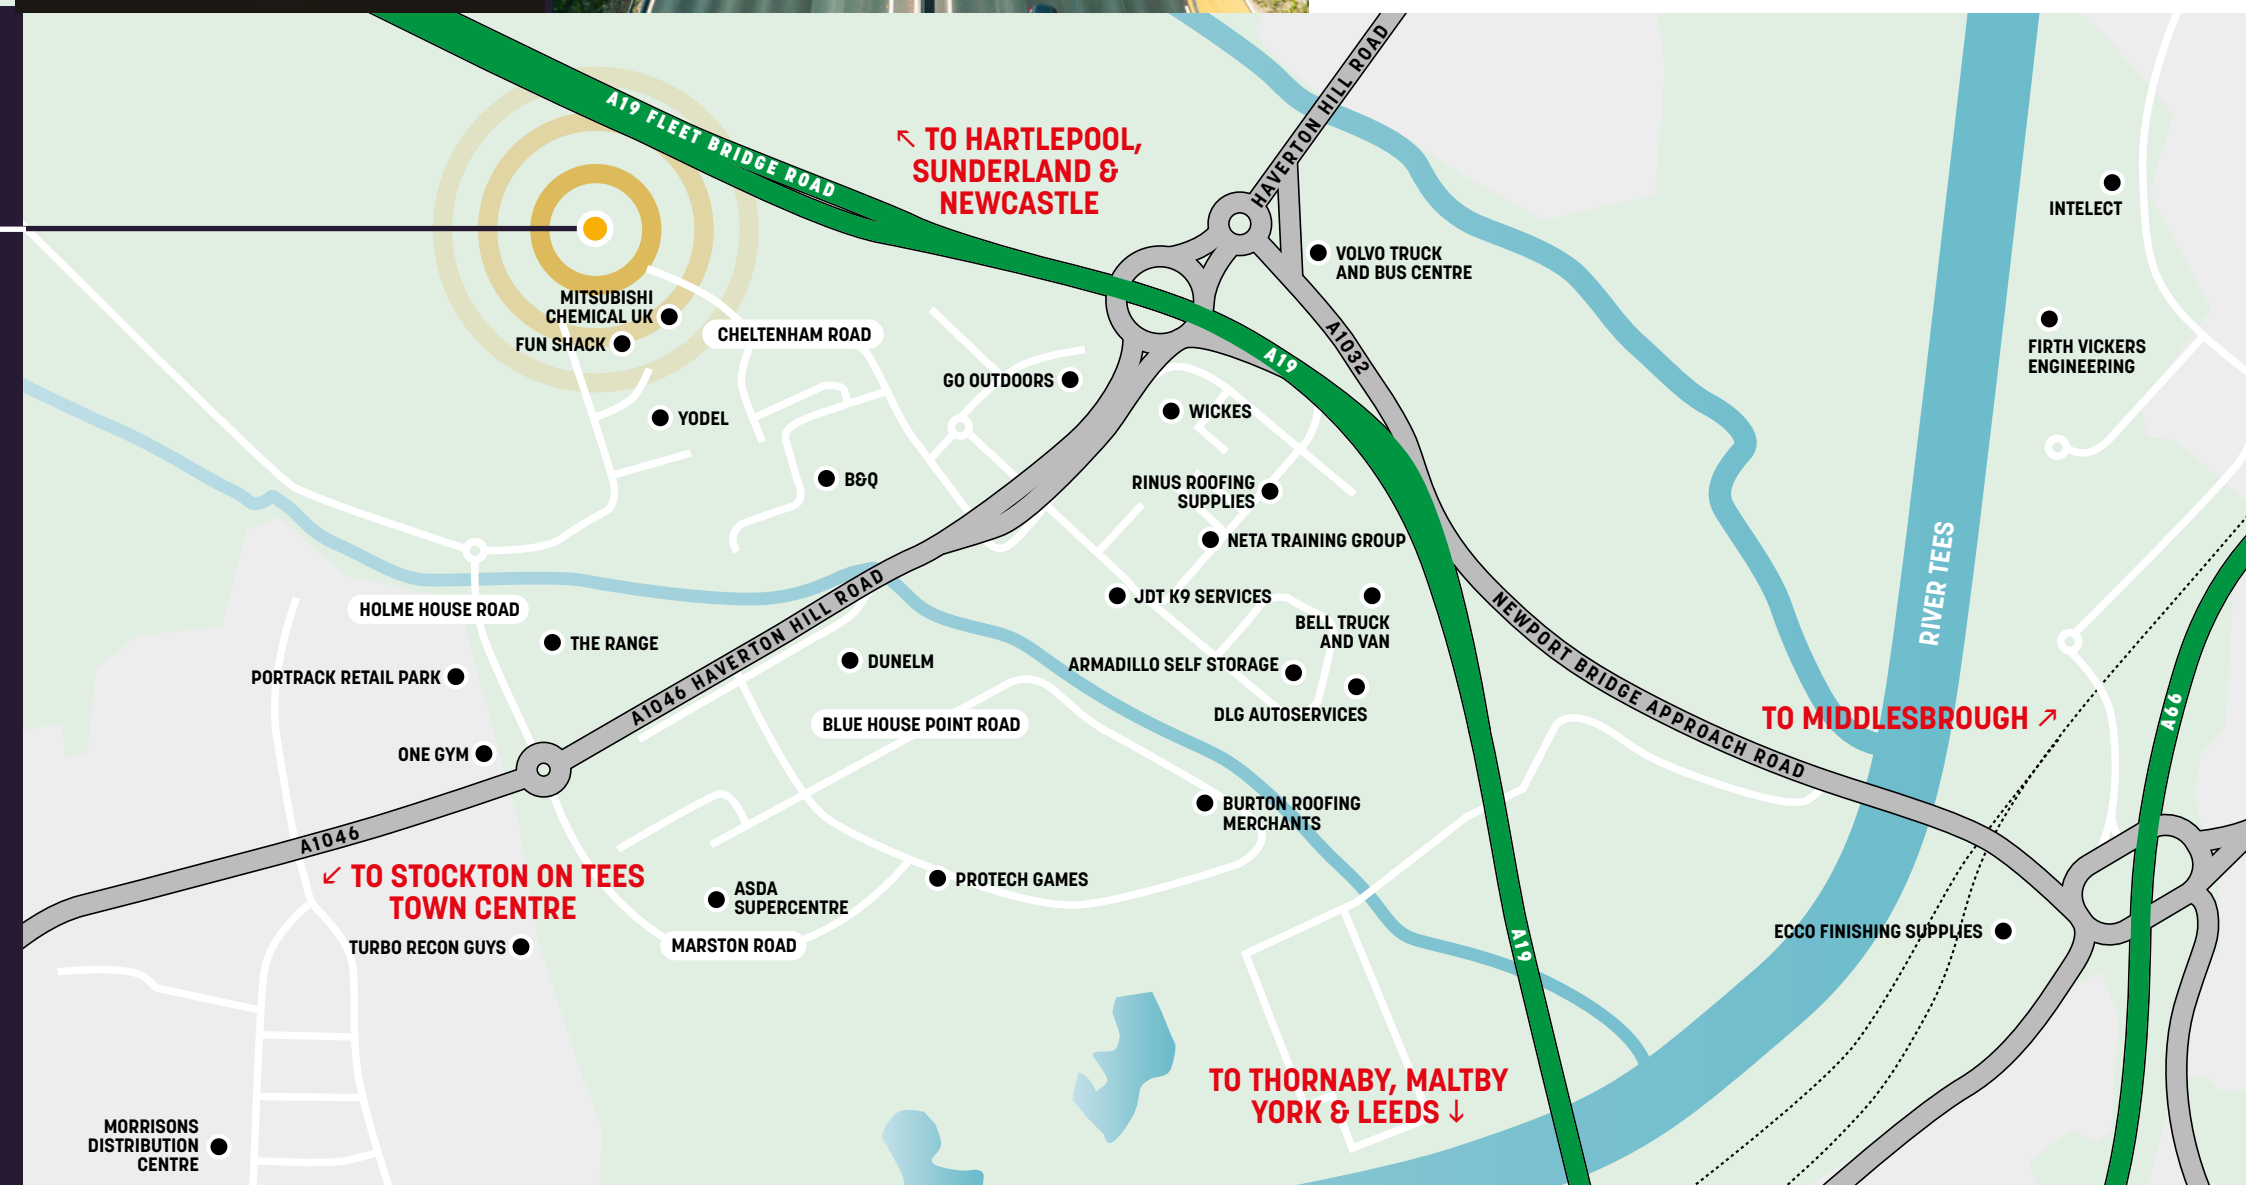 HAVERTON HILL ROAD
A19 FLEET BRIDGE ROAD
↖ TO HARTLEPOOL,
SUNDERLAND &
NEWCASTLE
INTELECT
VOLVO TRUCK
AND BUS CENTRE
MITSUBISHI
CHEMICAL UK
FUN SHACK
CHELTENHAM ROAD
A1032
A19
FIRTH VICKERS
ENGINEERING
GO OUTDOORS
WICKES
YODEL
B&Q
RINUS ROOFING
SUPPLIES
NETA TRAINING GROUP
RIVER TEES
HOLME HOUSE ROAD
JDT K9 SERVICES
BELL TRUCK
AND VAN
THE RANGE
A1046 HAVERTON HILL ROAD
DUNELM
ARMADILLO SELF STORAGE
NEWPORT BRIDGE APPROACH ROAD
PORTRACK RETAIL PARK
DLG AUTOSERVICES
BLUE HOUSE POINT ROAD
TO MIDDLESBROUGH ↗
A66
ONE GYM
BURTON ROOFING
MERCHANTS
A1046
↙ TO STOCKTON ON TEES
TOWN CENTRE
PROTECH GAMES
ASDA
SUPERCENTRE
TURBO RECON GUYS
MARSTON ROAD
A19
ECCO FINISHING SUPPLIES
TO THORNABY, MALTBY
YORK & LEEDS ↓
MORRISONS
DISTRIBUTION
CENTRE